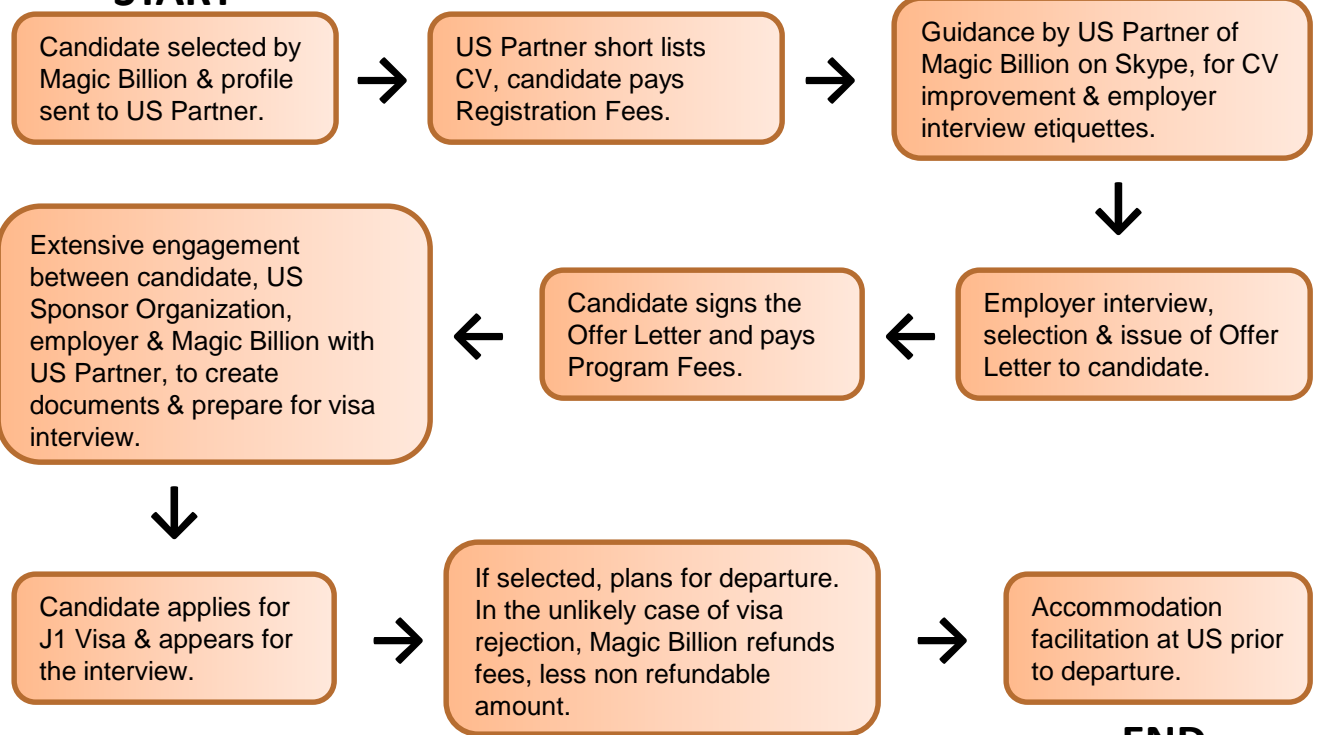 START
Candidate selected by
Magic Billion & profile
sent to US Partner.
US Partner short lists
CV, candidate pays
Registration Fees.
Guidance by US Partner of
Magic Billion on Skype, for CV
improvement & employer
interview etiquettes.
Employer interview,
selection & issue of Offer
Letter to candidate.
Candidate signs the
Offer Letter and pays
Program Fees.
Extensive engagement
between candidate, US
Sponsor Organization,
employer & Magic Billion with
US Partner, to create
documents & prepare for visa
interview.
Candidate applies for
J1 Visa & appears for
the interview.
If selected, plans for departure.
In the unlikely case of visa
rejection, Magic Billion refunds
fees, less non refundable
amount.
Accommodation
facilitation at US prior
to departure.
END